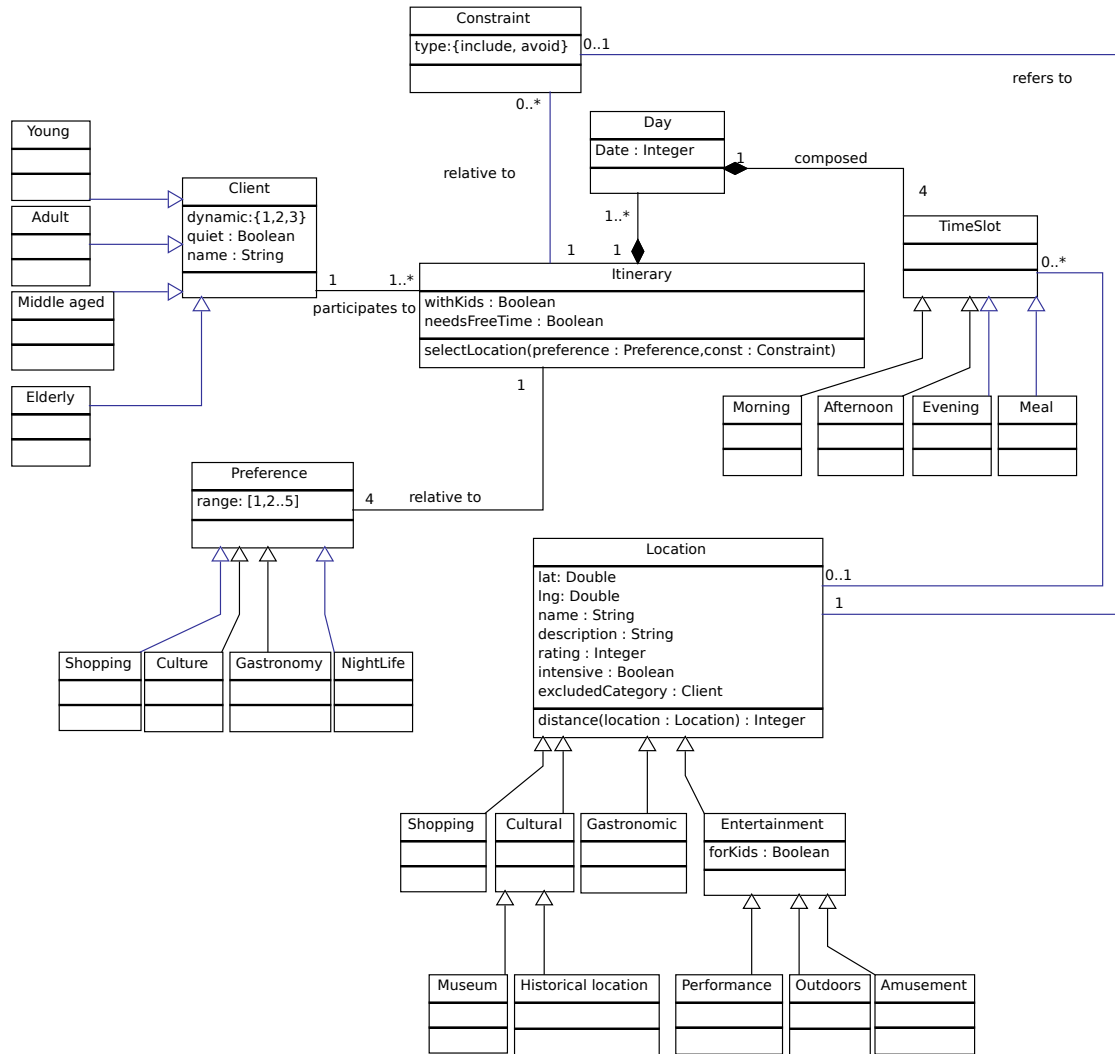 Constraint
type:{include, avoid}
0..1
refers to
0..*
relative to
1
Day
Date : Integer
1
composed
4
1..*
1
Young
Adult
Middle aged
Elderly
Client
dynamic:{1,2,3}
quiet : Boolean
name : String
1
1..*
participates to
Itinerary
withKids : Boolean
needsFreeTime : Boolean
selectLocation(preference : Preference,const : Constraint)
1
TimeSlot
0..*
Morning
Afternoon
Evening
Meal
Preference
range: [1,2..5]
4
relative to
Shopping
Culture
Gastronomy
NightLife
Location
lat: Double
lng: Double
name : String
description : String
rating : Integer
intensive : Boolean
excludedCategory : Client
distance(location : Location) : Integer
0..1
1
Shopping
Cultural
Gastronomic
Entertainment
forKids : Boolean
Museum
Historical location
Performance
Outdoors
Amusement